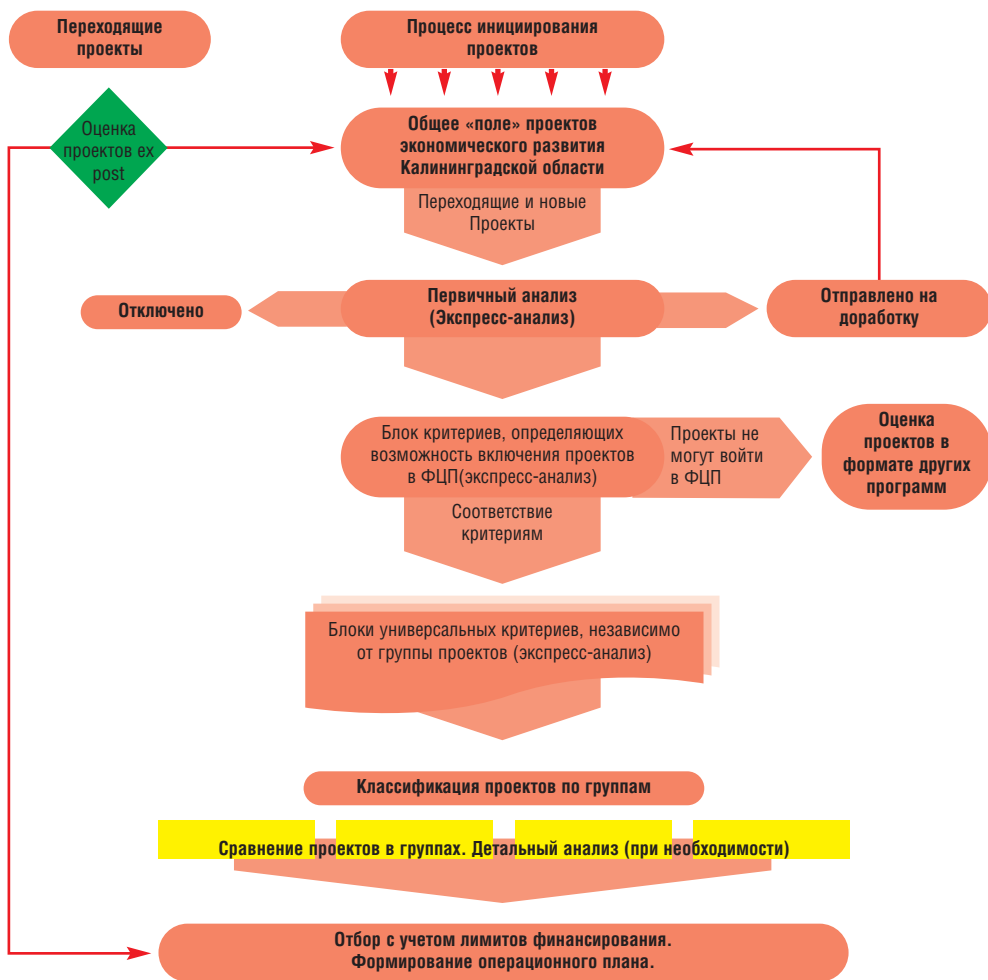 Переходящие
проекты
Процесс инициирования
проектов
Оценка
проектов ex
post
Общее «поле» проектов
экономического развития
Калининградской области
Переходящие и новые
Проекты
Отключено
Первичный анализ
(Экспресс-анализ)
Отправлено на
доработку
Блок критериев, определяющих
возможность включения проектов
в ФЦП(экспресс-анализ)
Проекты не
могут войти
в ФЦП
Оценка
проектов в
формате других
программ
Соответствие
критериям
Блоки универсальных критериев, независимо
от группы проектов (экспресс-анализ)
Классификация проектов по группам
Сравнение проектов в группах. Детальный анализ (при необходимости)
Отбор с учетом лимитов финансирования.
Формирование операционного плана.